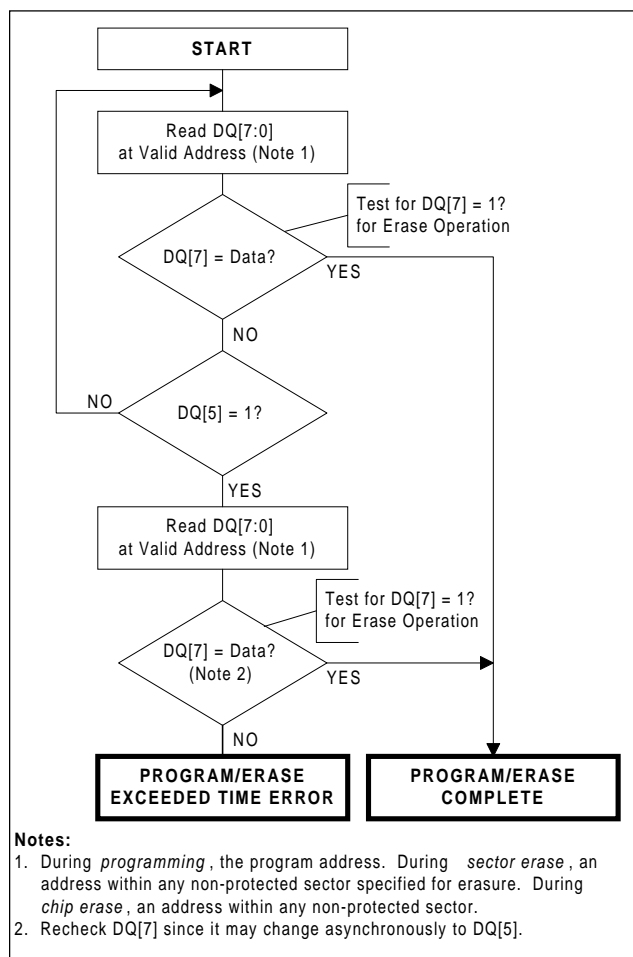 START
Read DQ[7:0]
at Valid Address (Note 1)
Test for DQ[7] = 1?
for Erase Operation
DQ[7] = Data?
YES
NO
NO
DQ[5] = 1?
YES
Read DQ[7:0]
at Valid Address (Note 1)
Test for DQ[7] = 1?
for Erase Operation
DQ[7] = Data?
(Note 2)
YES
NO
PROGRAM/ERASE
EXCEEDED TIME ERROR
PROGRAM/ERASE
COMPLETE
Notes:
1. During programming, the program address. During sector erase, an
address within any non-protected sector specified for erasure. During
chip erase, an address within any non-protected sector.
2. Recheck DQ[7] since it may change asynchronously to DQ[5].